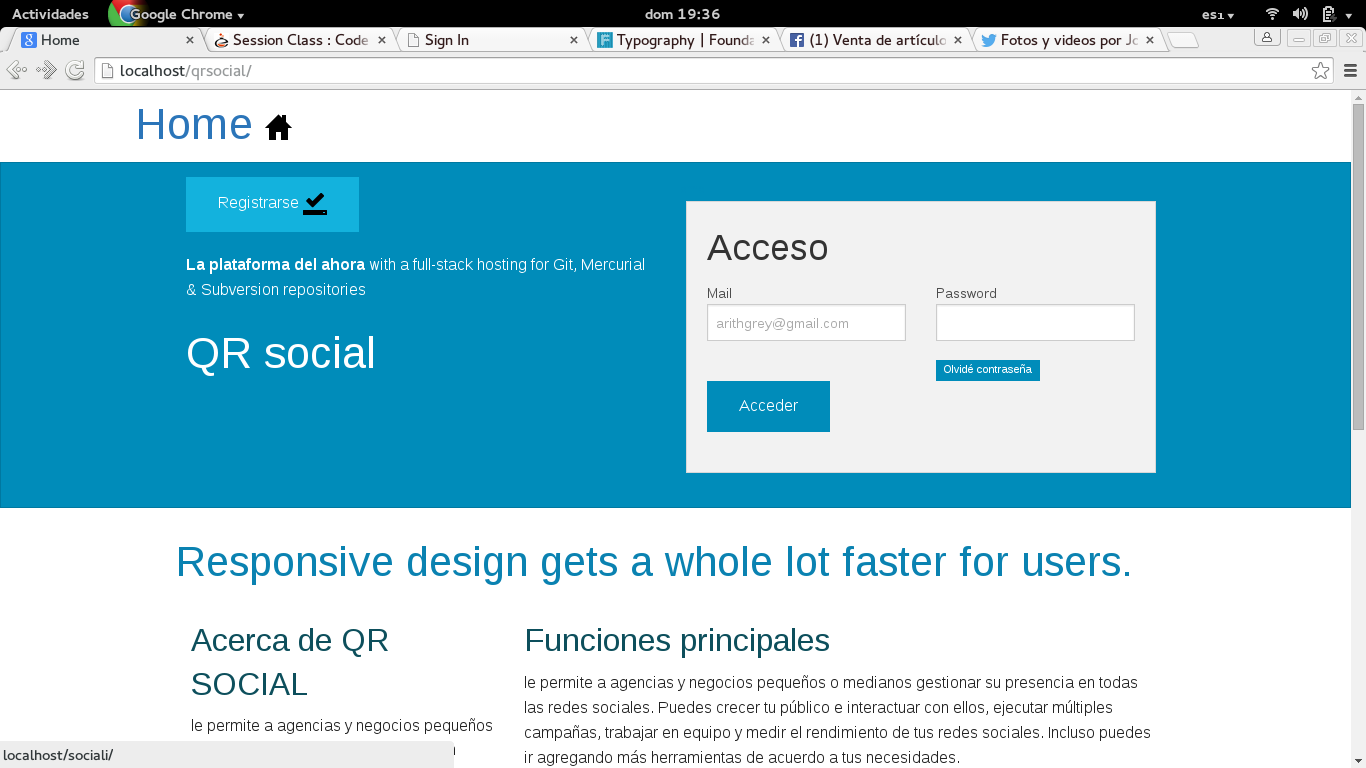 Actividades Google Chrome dom 19:36 es1
Home Session Class : Code Sign In Typography | Founda (1) Venta de artículo Fotos y videos por Jo
localhost/qrsocial/
Home
Registrarse
La plataforma del ahora with a full-stack hosting for Git, Mercurial
& Subversion repositories
QR social
Acceso
Mail Password
arithgrey@gmail.com
Olvidé contraseña
Acceder
Responsive design gets a whole lot faster for users.
Acerca de QR
SOCIAL
le permite a agencias y negocios pequeños
Funciones principales
le permite a agencias y negocios pequeños o medianos gestionar su presencia en todas
las redes sociales. Puedes crecer tu público e interactuar con ellos, ejecutar múltiples
campañas, trabajar en equipo y medir el rendimiento de tus redes sociales. Incluso puedes
ir agregando más herramientas de acuerdo a tus necesidades.
localhost/sociali/